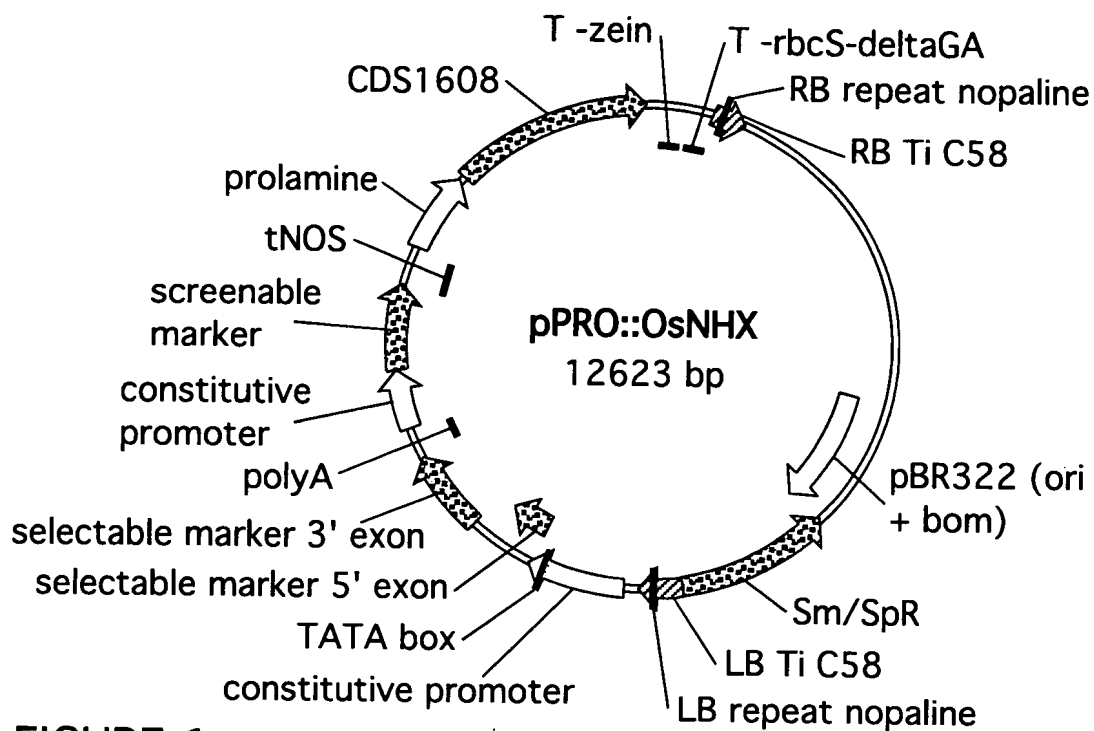 T -zein
T -rbcS-deltaGA
CDS1608
RB repeat nopaline
RB Ti C58
prolamine
tNOS
screenable
marker
pPRO::OsNHX
12623 bp
constitutive
promoter
polyA
pBR322 (ori
+ bom)
selectable marker 3' exon
selectable marker 5' exon
Sm/SpR
TATA box
LB Ti C58
constitutive promoter
LB repeat nopaline